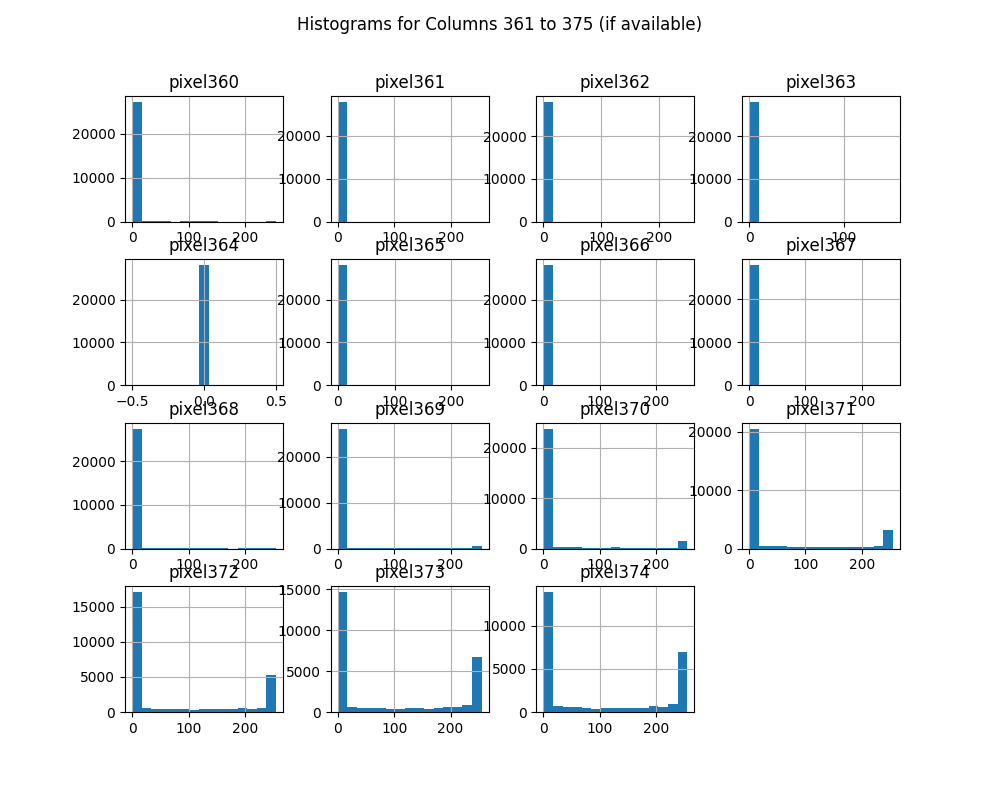 Histograms for Columns 361 to 375 (if available)
pixel360 pixel361 pixel362 pixel363
20000 20000 20000 20000
10000 10000 10000 10000
0 0 0 0
0 100 200 0 100 200 0 100 200 0 100
pixel364 pixel365 pixel366 pixel367
20000 20000 20000 20000
10000 10000 10000 10000
0 0 0 0
−0.5 0.0 0.5 0 100 200 0 100 200 0 100 200
pixel368 pixel369 pixel370 pixel371
20000 20000 20000 20000
10000 10000 10000 10000
0 0 0 0
0 100 200 0 100 200 0 100 200 0 100 200
pixel372 pixel373 pixel374
15000 15000
10000 10000 10000
5000 5000 5000
0 0 0
0 100 200 0 100 200 0 100 200